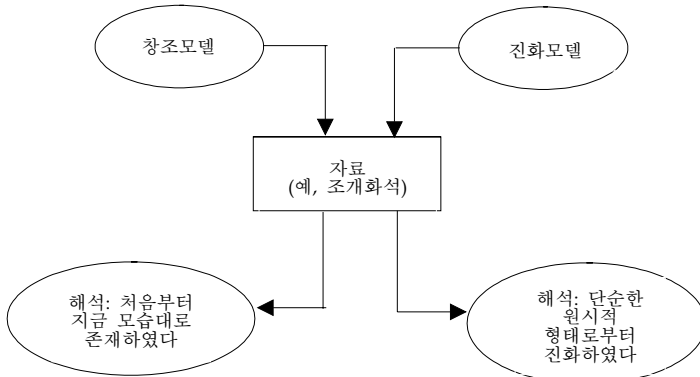 창조모델
진화모델
자료
(예, 조개화석)
해석: 처음부터
지금 모습대로
존재하였다
해석: 단순한
원시적
형태로부터
진화하였다